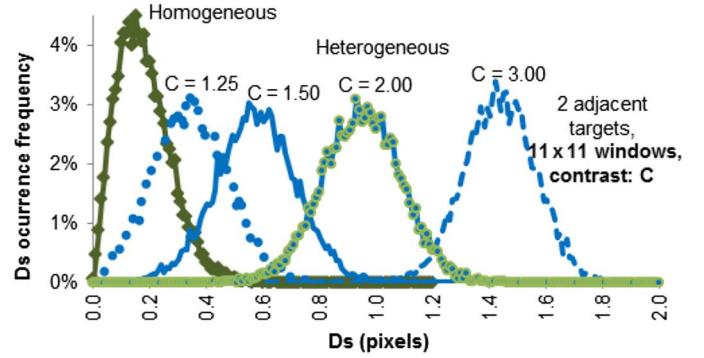 Homogeneous
4%
Heterogeneous
C = 1.25
C = 1.50
C = 2.00
C = 3.00
3%
2 adjacent
targets,
11 x 11 windows,
contrast: C
2%
1%
0%
Ds ocurrence frequency
0.0 0.2 0.4 0.6 0.8 1.0 1.2 1.4 1.6 1.8 2.0
Ds (pixels)